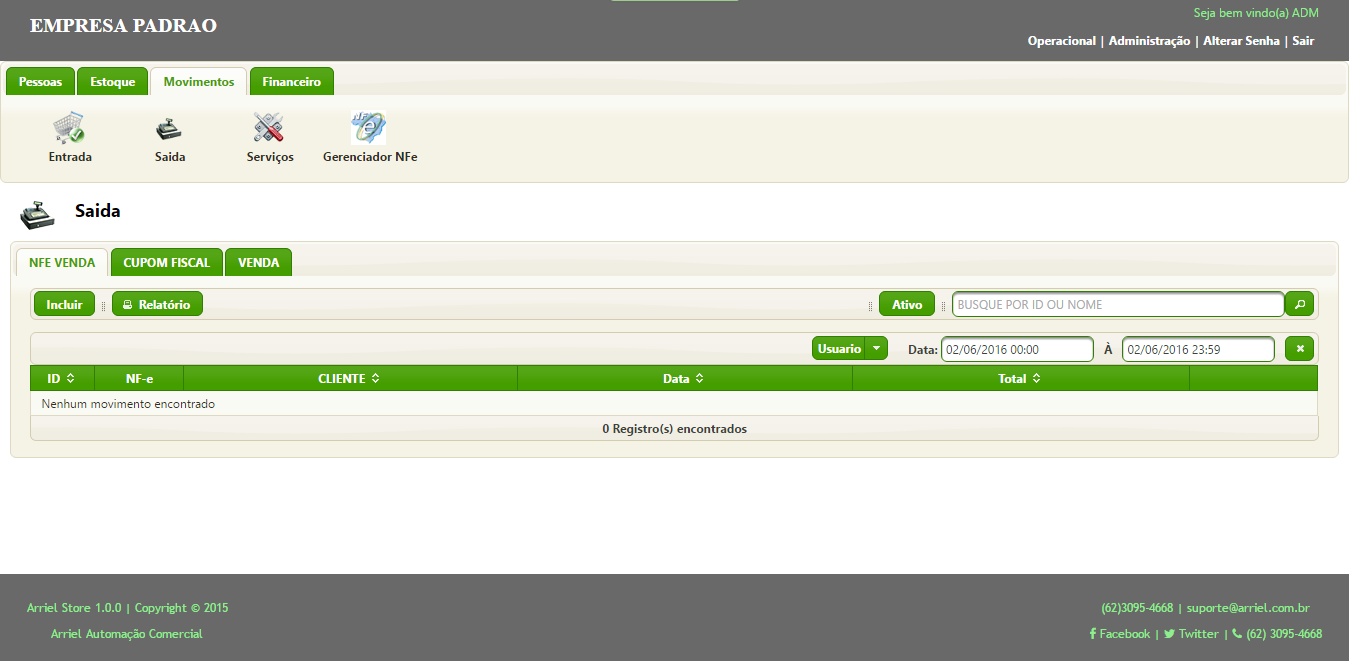 EMPRESA PADRAO
Seja bem vindo(a) ADM
Operacional | Administração | Alterar Senha | Sair
Pessoas Estoque Movimentos Financeiro
Entrada Saida Serviços Gerenciador NFe
Saida
NFE VENDA CUPOM FISCAL VENDA
Incluir Relatório Ativo BUSQUE POR ID OU NOME
Usuario Data: 02/06/2016 00:00 À 02/06/2016 23:59
ID NF-e CLIENTE Data Total
Nenhum movimento encontrado
0 Registro(s) encontrados
Arriel Store 1.0.0 | Copyright © 2015 (62)3095-4668 | suporte@arriel.com.br
Arriel Automação Comercial Facebook | Twitter | (62) 3095-4668